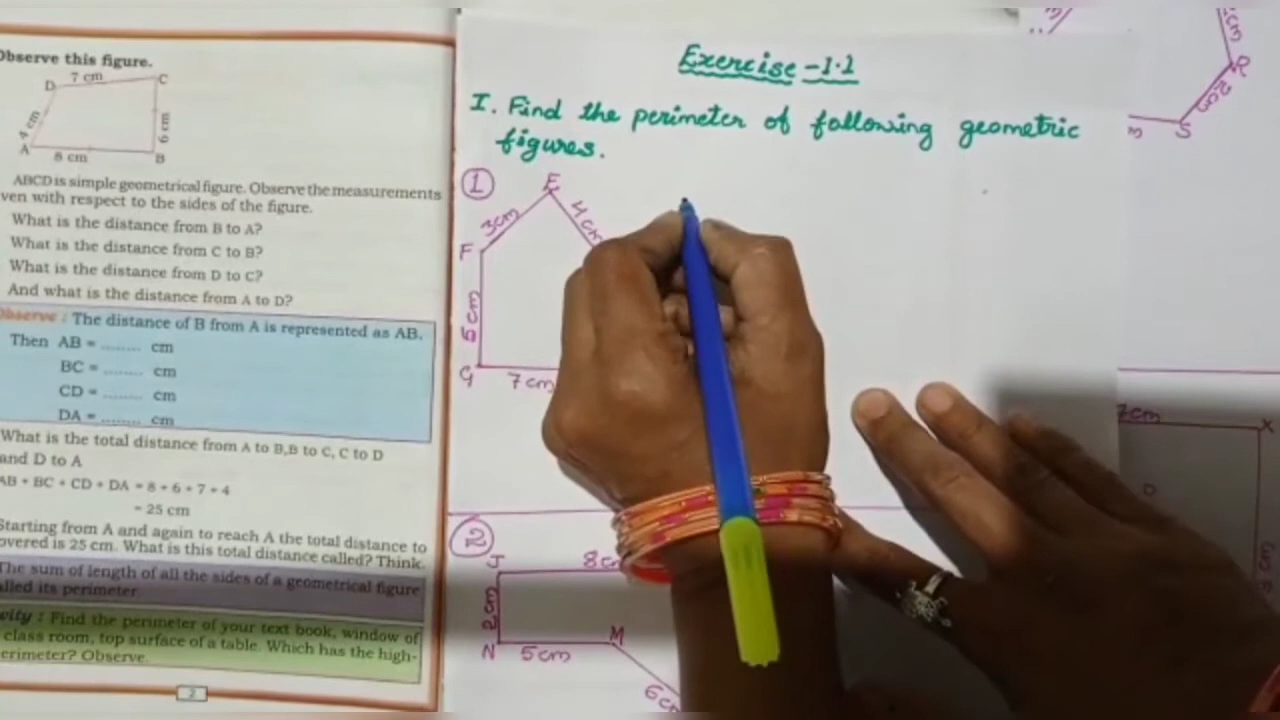 Observe this figure.
D 7 cm C
4 cm
6 cm
A 8 cm B
ABCD is simple geometrical figure. Observe the measurements
ven with respect to the sides of the figure.
What is the distance from B to A?
What is the distance from C to B?
What is the distance from D to C?
And what is the distance from A to D?
Observe : The distance of B from A is represented as AB.
Then AB = ........ cm
BC = ........ cm
CD = ........ cm
DA = ........ cm
What is the total distance from A to B,B to C, C to D
and D to A
AB + BC + CD + DA = 8 + 6 + 7 + 4
= 25 cm
Starting from A and again to reach A the total distance to
overed is 25 cm. What is this total distance called? Think.
The sum of length of all the sides of a geometrical figure
alled its perimeter
vity : Find the perimeter of your text book, window of
class room, top surface of a table. Which has the high-
erimeter? Observe.
2
Exercise - 1.1
I. Find the perimeter of following geometric
figures.
1
E
3cm 4cm
F
5cm
G 7cm
2
J 8cm
2cm
N 5cm M
6cm
cm
R
2cm
m S
7cm X